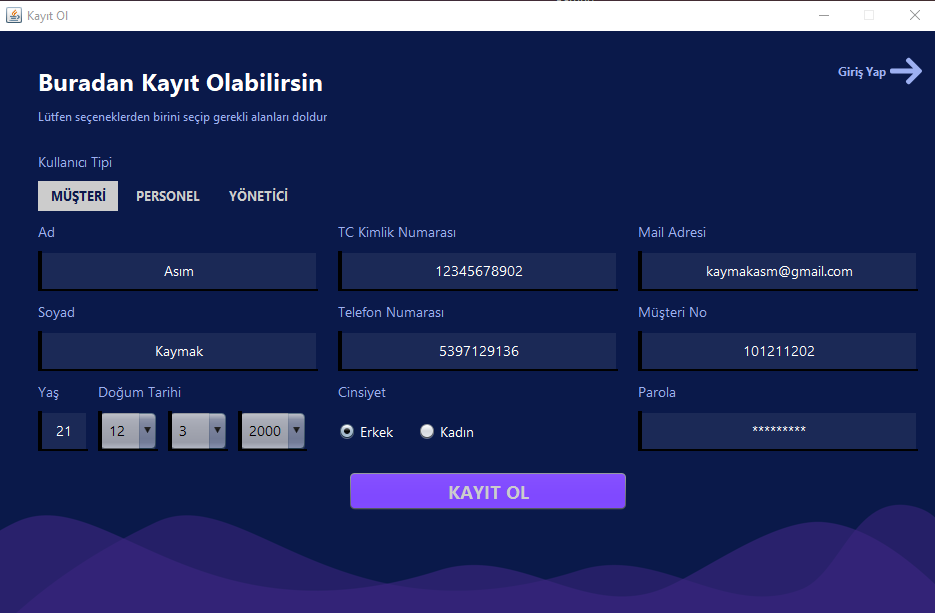 Kayıt Ol
Buradan Kayıt Olabilirsin
Giriş Yap
Lütfen seçeneklerden birini seçip gerekli alanları doldur
Kullanıcı Tipi
MÜŞTERİ PERSONEL YÖNETİCİ
Ad TC Kimlik Numarası Mail Adresi
Asım 12345678902 kaymakasm@gmail.com
Soyad Telefon Numarası Müşteri No
Kaymak 5397129136 101211202
Yaş Doğum Tarihi Cinsiyet Parola
21 12 3 2000 Erkek Kadın *********
KAYIT OL